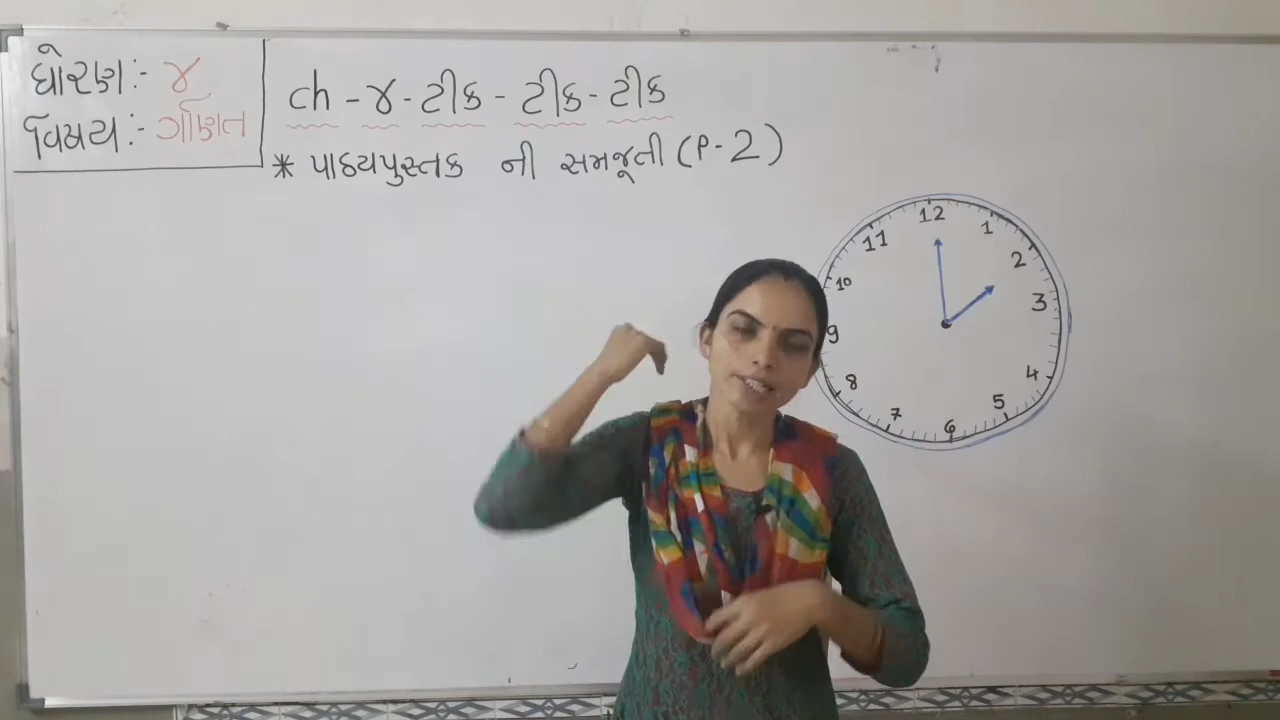 ધોરણ :- ૪
વિષય :- ગણિત
ch - ૪ - ટીક - ટીક - ટીક
* પાઠયપુસ્તક ની સમજૂતી (P-2)
12
11 1
10 2
9 3
8 4
7 5
6